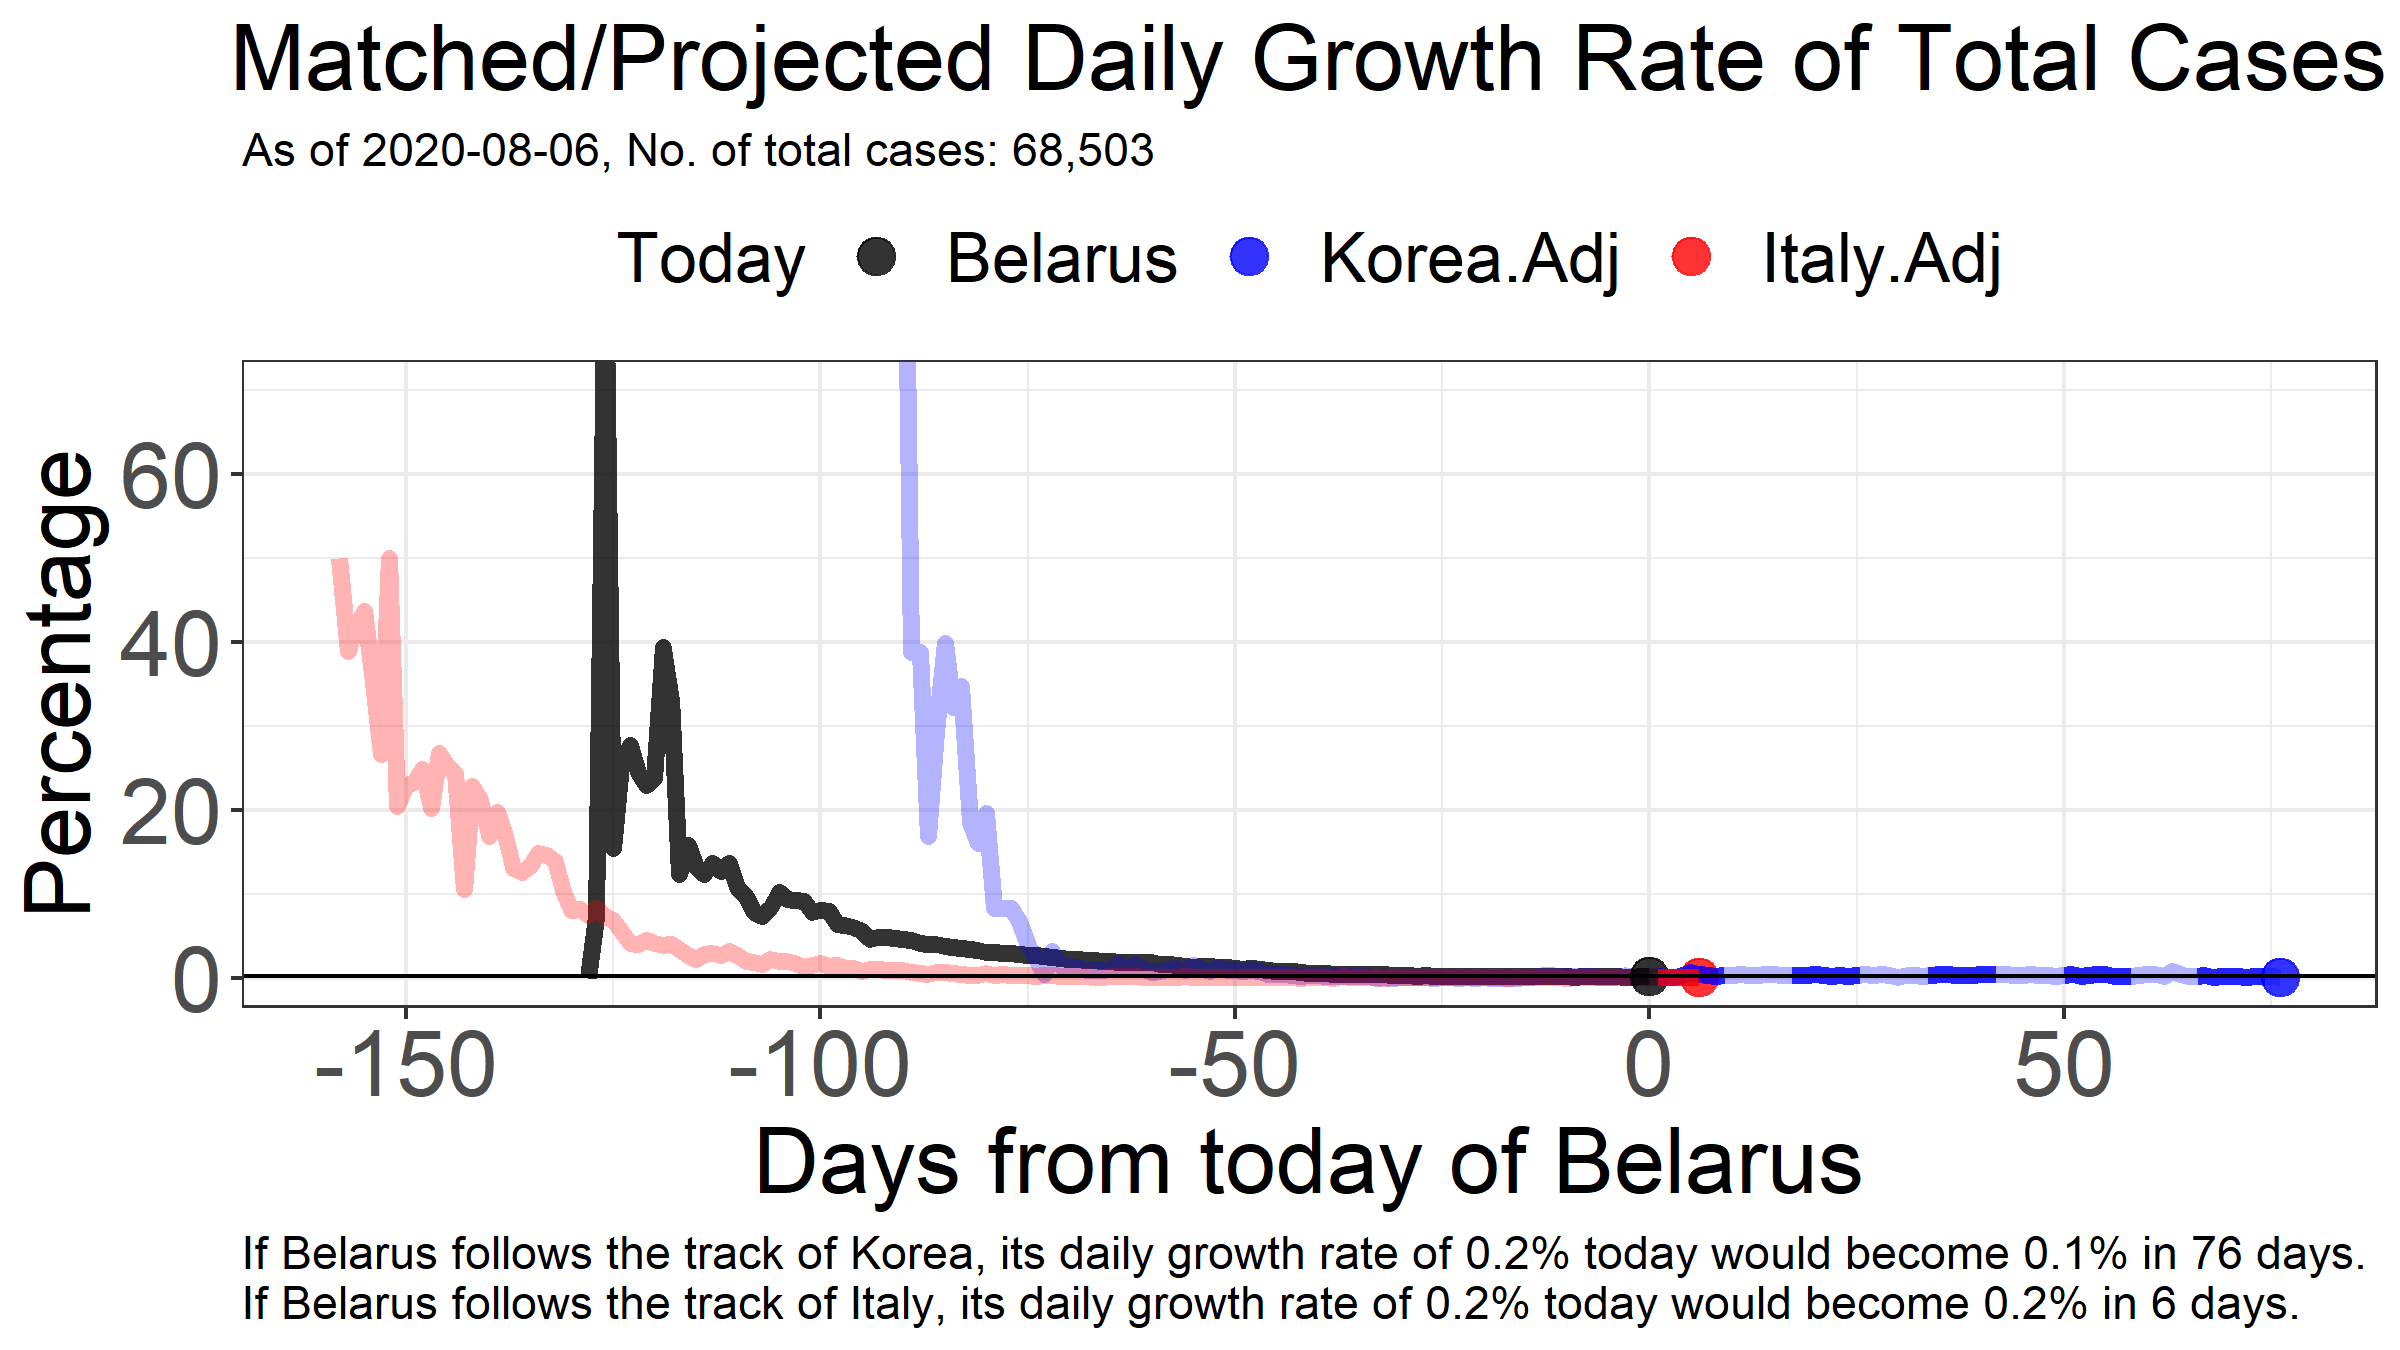 Matched/Projected Daily Growth Rate of Total Cases
As of 2020-08-06, No. of total cases: 68,503
Today Belarus Korea.Adj Italy.Adj
Percentage
60
40
20
0
-150 -100 -50 0 50
Days from today of Belarus
If Belarus follows the track of Korea, its daily growth rate of 0.2% today would become 0.1% in 76 days.
If Belarus follows the track of Italy, its daily growth rate of 0.2% today would become 0.2% in 6 days.